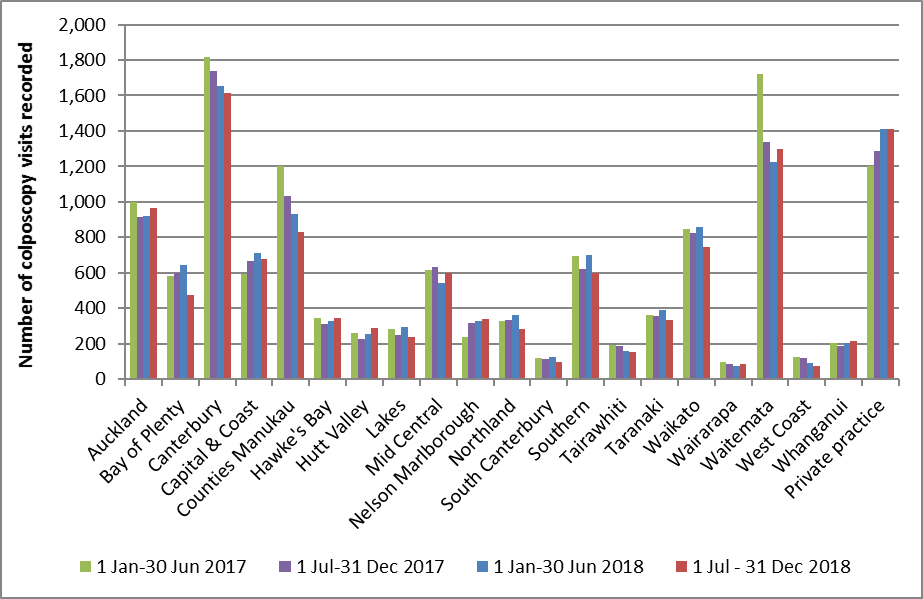 Number of colposcopy visits recorded
2,000
1,800
1,600
1,400
1,200
1,000
800
600
400
200
0
Auckland
Bay of Plenty
Canterbury
Capital & Coast
Counties Manukau
Hawke's Bay
Hutt Valley
Lakes
Mid Central
Nelson Marlborough
Northland
South Canterbury
Southern
Tairawhiti
Taranaki
Waikato
Wairarapa
Waitemata
West Coast
Whanganui
Private practice
1 Jan-30 Jun 2017
1 Jul-31 Dec 2017
1 Jan-30 Jun 2018
1 Jul - 31 Dec 2018